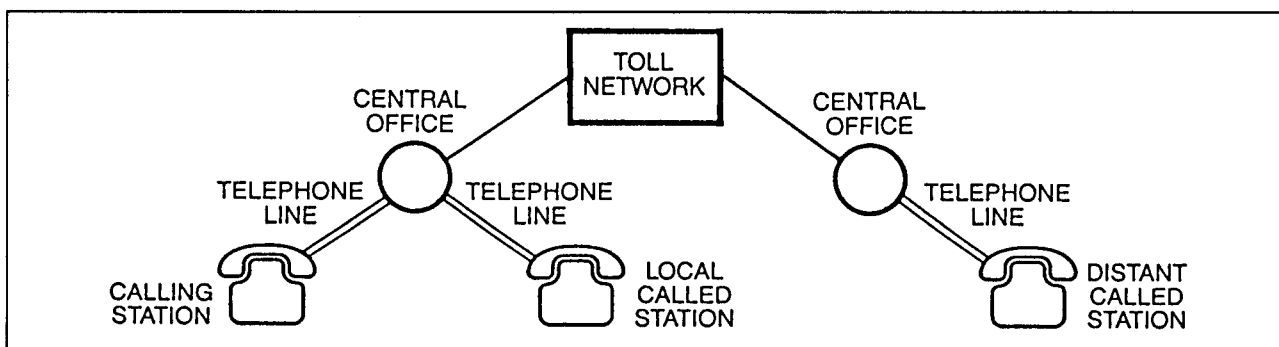 TOLL
NETWORK
CENTRAL
OFFICE
CENTRAL
OFFICE
TELEPHONE
LINE
TELEPHONE
LINE
TELEPHONE
LINE
CALLING
STATION
LOCAL
CALLED
STATION
DISTANT
CALLED
STATION